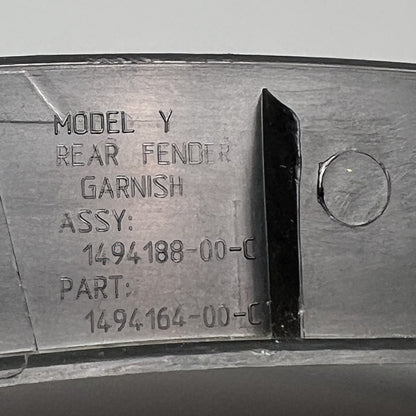 MODEL Y
REAR FENDER
GARNISH
ASSY:
1494188-00-C
PART:
1494164-00-C